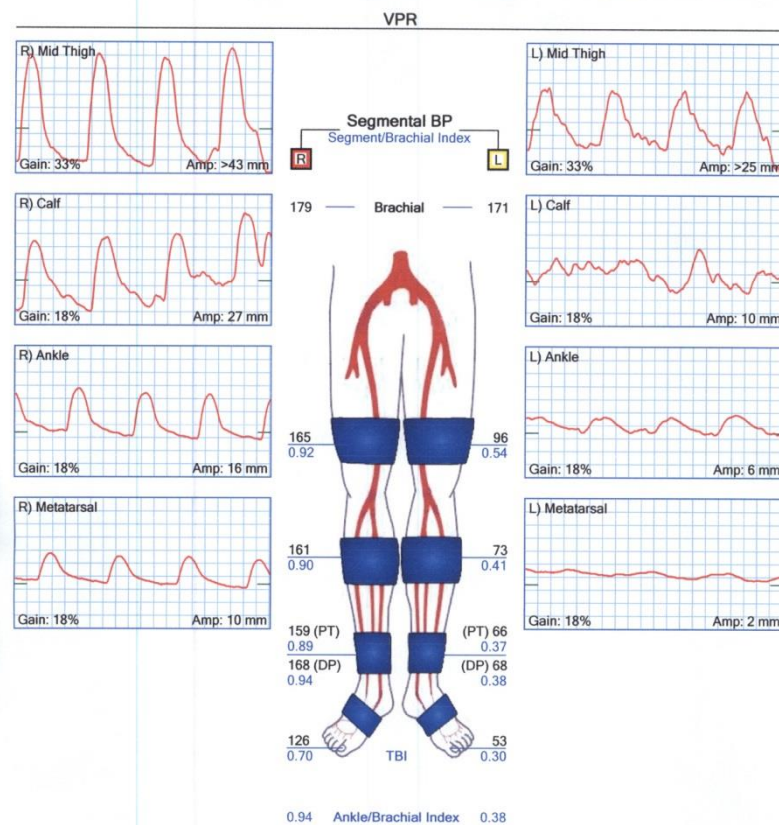 VPR
R) Mid Thigh
Gain: 33% Amp: >43 mm
R) Calf
Gain: 18% Amp: 27 mm
R) Ankle
Gain: 18% Amp: 16 mm
R) Metatarsal
Gain: 18% Amp: 10 mm
Segmental BP
Segment/Brachial Index
R L
179 Brachial 171
165 96
0.92 0.54
161 73
0.90 0.41
159 (PT) (PT) 66
0.89 0.37
168 (DP) (DP) 68
0.94 0.38
126 53
0.70 TBI 0.30
0.94 Ankle/Brachial Index 0.38
L) Mid Thigh
Gain: 33% Amp: >25 mm
L) Calf
Gain: 18% Amp: 10 mm
L) Ankle
Gain: 18% Amp: 6 mm
L) Metatarsal
Gain: 18% Amp: 2 mm